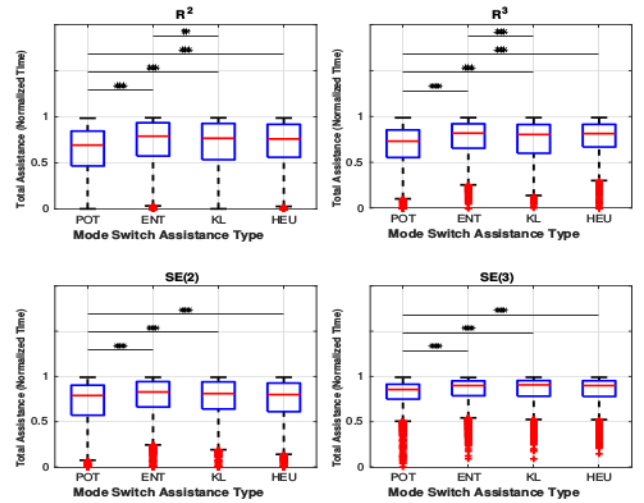 R²
***
***
***
**
Total Assistance (Normalized Time)
1
0.5
0
POT ENT KL HEU
Mode Switch Assistance Type
R³
***
***
***
***
Total Assistance (Normalized Time)
1
0.5
0
POT ENT KL HEU
Mode Switch Assistance Type
SE(2)
***
***
***
Total Assistance (Normalized Time)
1
0.5
0
POT ENT KL HEU
Mode Switch Assistance Type
SE(3)
***
***
***
Total Assistance (Normalized Time)
1
0.5
0
POT ENT KL HEU
Mode Switch Assistance Type